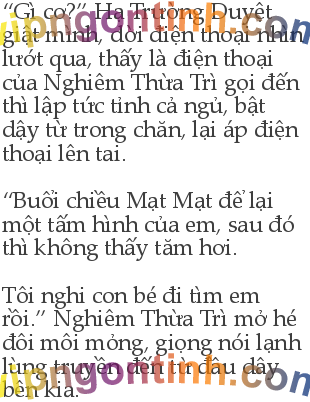 “Gì cơ?” Hạ Trường Duyệt
giật mình, dời điện thoại nhìn
lướt qua, thấy là điện thoại
của Nghiêm Thừa Trì gọi đến
thì lập tức tỉnh cả ngủ, bật
dậy từ trong chăn, lại áp điện
thoại lên tai.
“Buổi chiều Mạt Mạt để lại
một tấm hình của em, sau đó
thì không thấy tăm hơi.
Tôi nghi con bé đi tìm em
rồi.” Nghiêm Thừa Trì mở hé
đôi môi mỏng, giọng nói lạnh
lùng truyền đến từ đầu dây
bên kia.